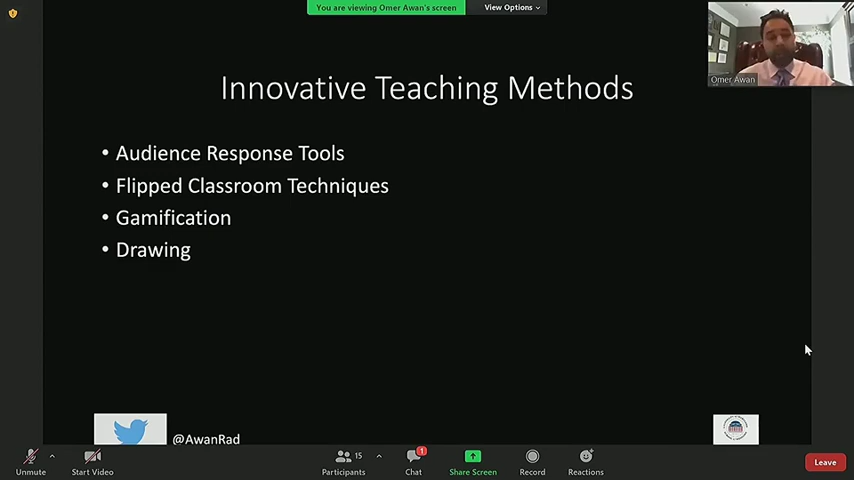 You are viewing Omer Awan's screen
View Options
Omer Awan
Innovative Teaching Methods
• Audience Response Tools
• Flipped Classroom Techniques
• Gamification
• Drawing
@AwanRad
Unmute
Start Video
15
Participants
1
Chat
Share Screen
Record
Reactions
Leave